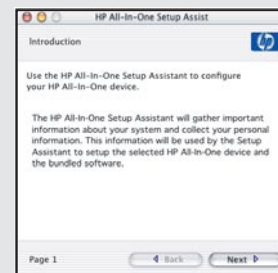 HP All-In-One Setup Assist
Introduction
hp
Use the HP All-In-One Setup Assistant to configure
your HP All-In-One device.
The HP All-In-One Setup Assistant will gather important
information about your system and collect your personal
information. This information will be used by the Setup
Assistant to setup the selected HP All-In-One device and
the bundled software.
Page 1
Back
Next